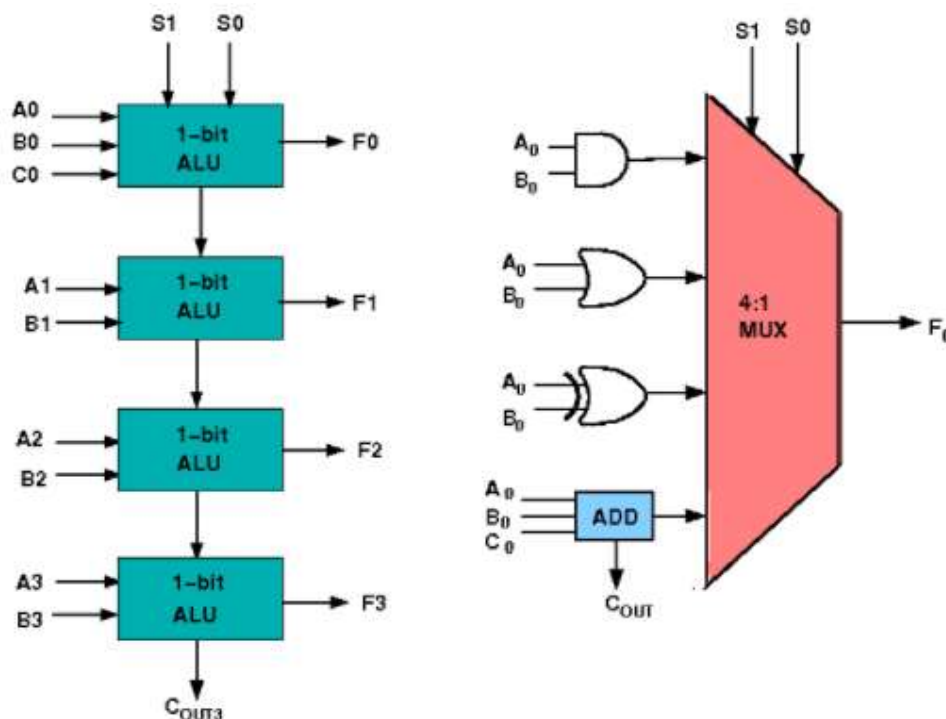 S1 S0
A0
B0
C0
1-bit
ALU
F0
A1
B1
1-bit
ALU
F1
A2
B2
1-bit
ALU
F2
A3
B3
1-bit
ALU
F3
COUT3
S1 S0
A0
B0
A0
B0
A0
B0
A0
B0
C0
ADD
COUT
4:1
MUX